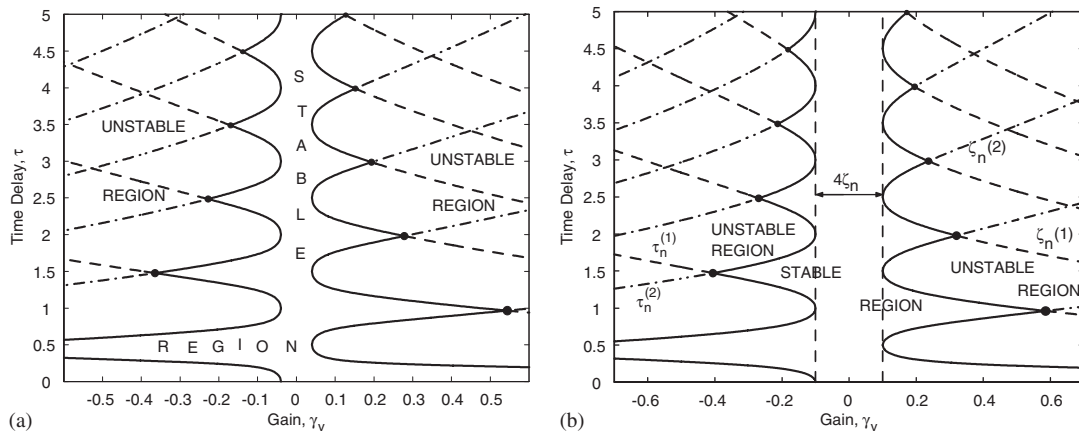 5
4.5
4
3.5
3
2.5
2
1.5
1
0.5
0
Time Delay, τ
UNSTABLE
REGION
S
T
A
B
L
E
R E G I O N
UNSTABLE
REGION
-0.5 -0.4 -0.3 -0.2 -0.1 0 0.1 0.2 0.3 0.4 0.5
Gain, γv
(a)
5
4.5
4
3.5
3
2.5
2
1.5
1
0.5
0
Time Delay, τ
ζn(2)
4ζn
τn(1)
UNSTABLE
REGION
ζn(1)
STABLE
UNSTABLE
τn(2)
REGION
REGION
-0.6 -0.4 -0.2 0 0.2 0.4 0.6
Gain, γv
(b)